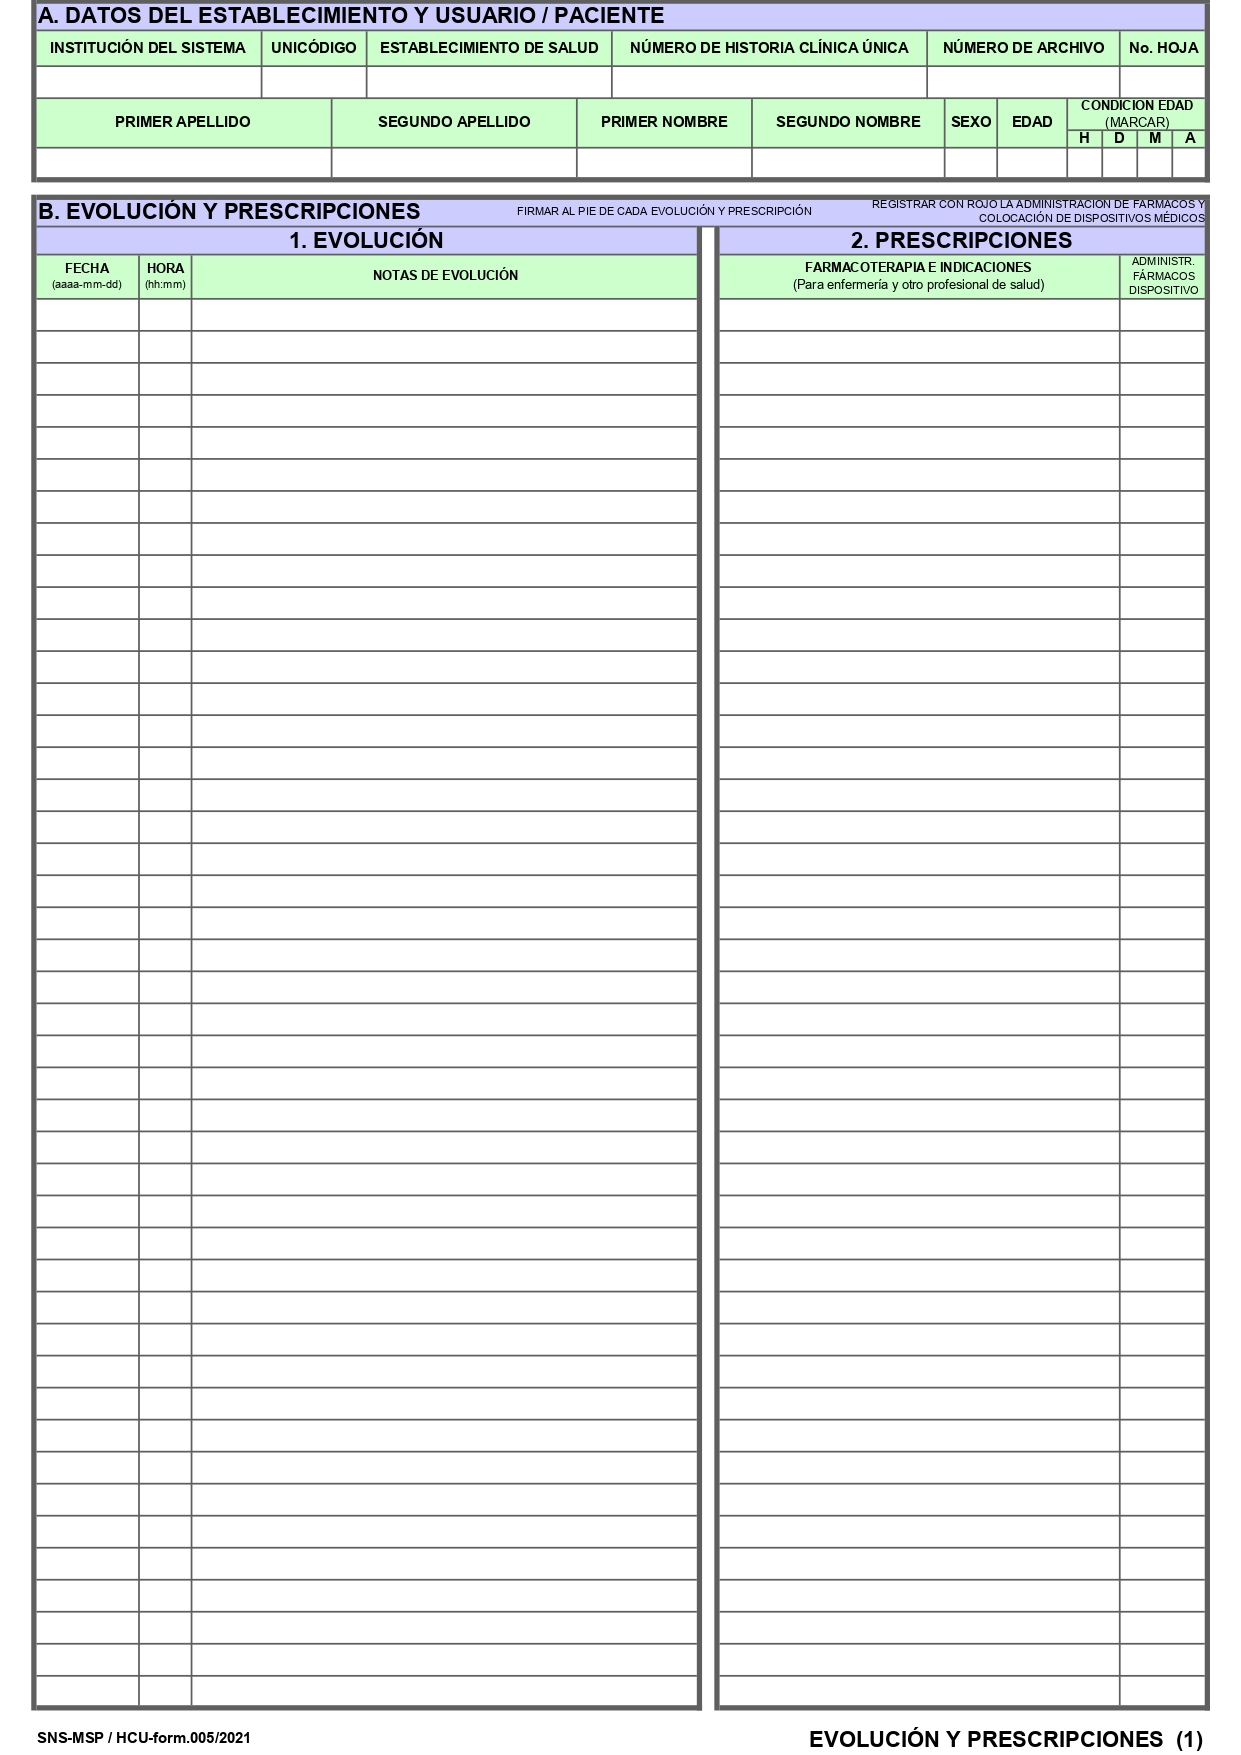 A. DATOS DEL ESTABLECIMIENTO Y USUARIO / PACIENTE
INSTITUCIÓN DEL SISTEMA UNICÓDIGO ESTABLECIMIENTO DE SALUD NÚMERO DE HISTORIA CLÍNICA ÚNICA NÚMERO DE ARCHIVO No. HOJA
PRIMER APELLIDO SEGUNDO APELLIDO PRIMER NOMBRE SEGUNDO NOMBRE SEXO EDAD CONDICION EDAD
(MARCAR)
H D M A
B. EVOLUCIÓN Y PRESCRIPCIONES FIRMAR AL PIE DE CADA EVOLUCIÓN Y PRESCRIPCIÓN REGISTRAR CON ROJO LA ADMINISTRACIÓN DE FÁRMACOS Y
COLOCACIÓN DE DISPOSITIVOS MÉDICOS
1. EVOLUCIÓN 2. PRESCRIPCIONES
FECHA HORA NOTAS DE EVOLUCIÓN FARMACOTERAPIA E INDICACIONES ADMINISTR.
(aaaa-mm-dd) (hh:mm) (Para enfermería y otro profesional de salud) FÁRMACOS
DISPOSITIVO
SNS-MSP / HCU-form.005/2021 EVOLUCIÓN Y PRESCRIPCIONES (1)